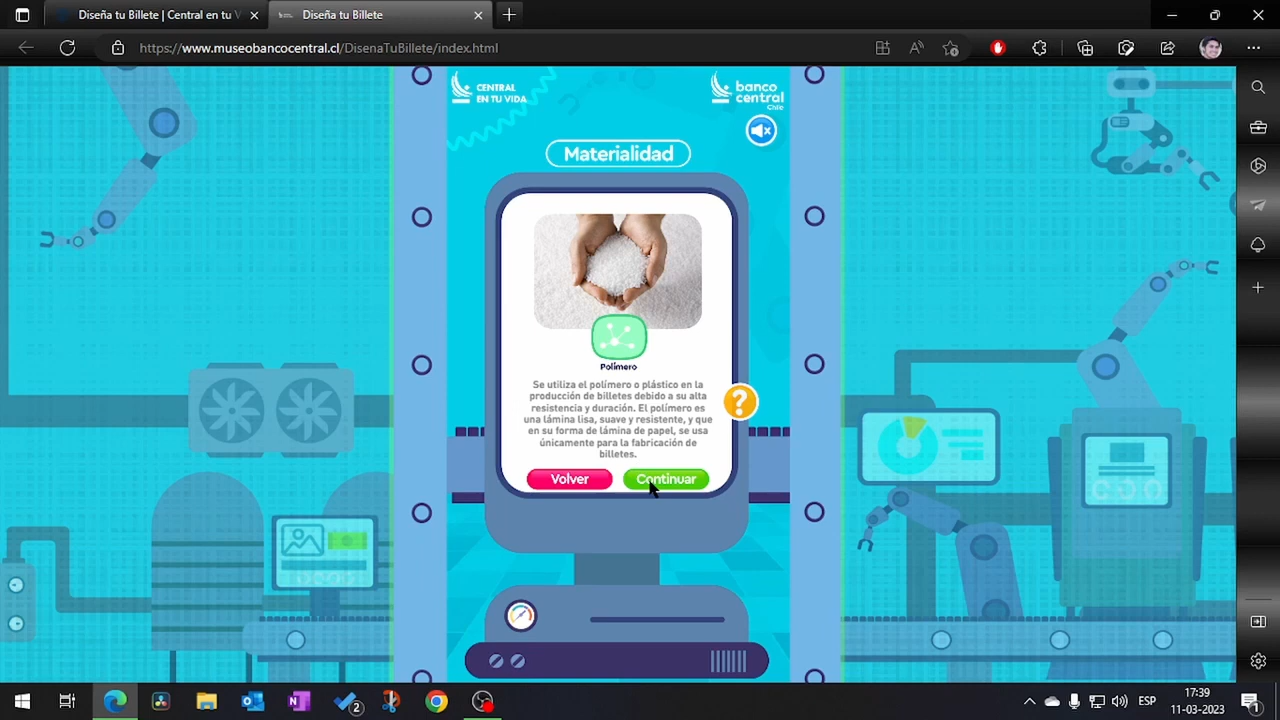 Diseña tu Billete | Central en tu V
Diseña tu Billete
https://www.museobancocentral.cl/DisenaTuBillete/index.html
CENTRAL
EN TU VIDA
banco
central
Chile
Materialidad
Polímero
Se utiliza el polímero o plástico en la
producción de billetes debido a su alta
resistencia y duración. El polímero es
una lámina lisa, suave y resistente, y que
en su forma de lámina de papel, se usa
únicamente para la fabricación de
billetes.
?
Volver
Continuar
2
ESP
17:39
11-03-2023
1